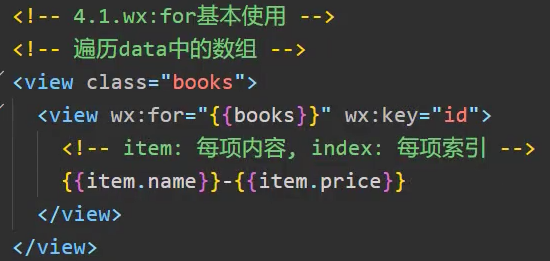 <!-- 4.1.wx:for基本使用 -->
<!-- 遍历data中的数组 -->
<view class="books">
<view wx:for="{{books}}" wx:key="id">
<!-- item: 每项内容, index: 每项索引 -->
{{item.name}}-{{item.price}}
</view>
</view>